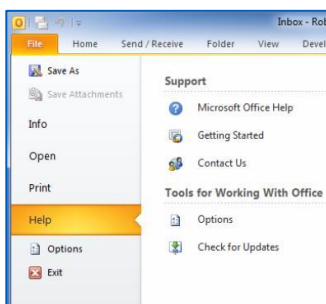 Inbox - Rob
File Home Send / Receive Folder View Devel
Save As
Save Attachments
Info
Open
Print
Help
Options
Exit
Support
Microsoft Office Help
Getting Started
Contact Us
Tools for Working With Office
Options
Check for Updates